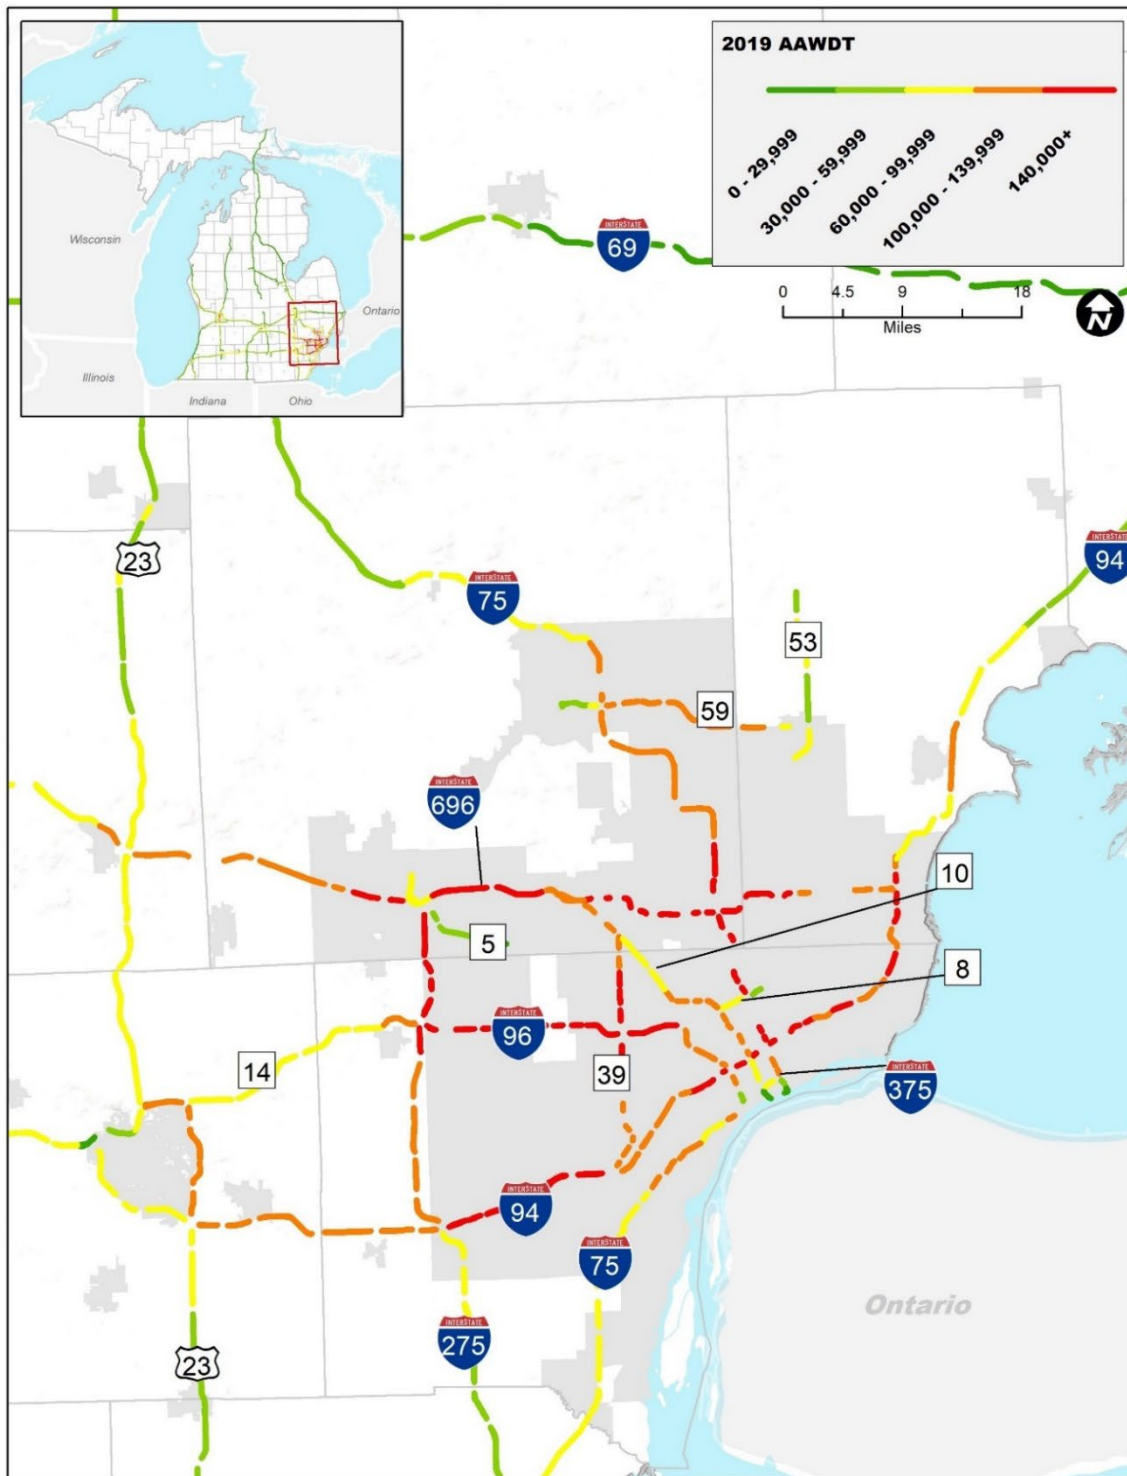 2019 AAWDT
0 - 29,999
30,000 - 59,999
60,000 - 99,999
100,000 - 139,999
140,000+
0 4.5 9 18
Miles
N
Wisconsin
Ontario
Illinois
Indiana
Ohio
INTERSTATE
69
23
INTERSTATE
94
INTERSTATE
75
53
59
INTERSTATE
696
10
5
8
INTERSTATE
96
14
39
INTERSTATE
375
INTERSTATE
94
INTERSTATE
75
Ontario
INTERSTATE
275
23